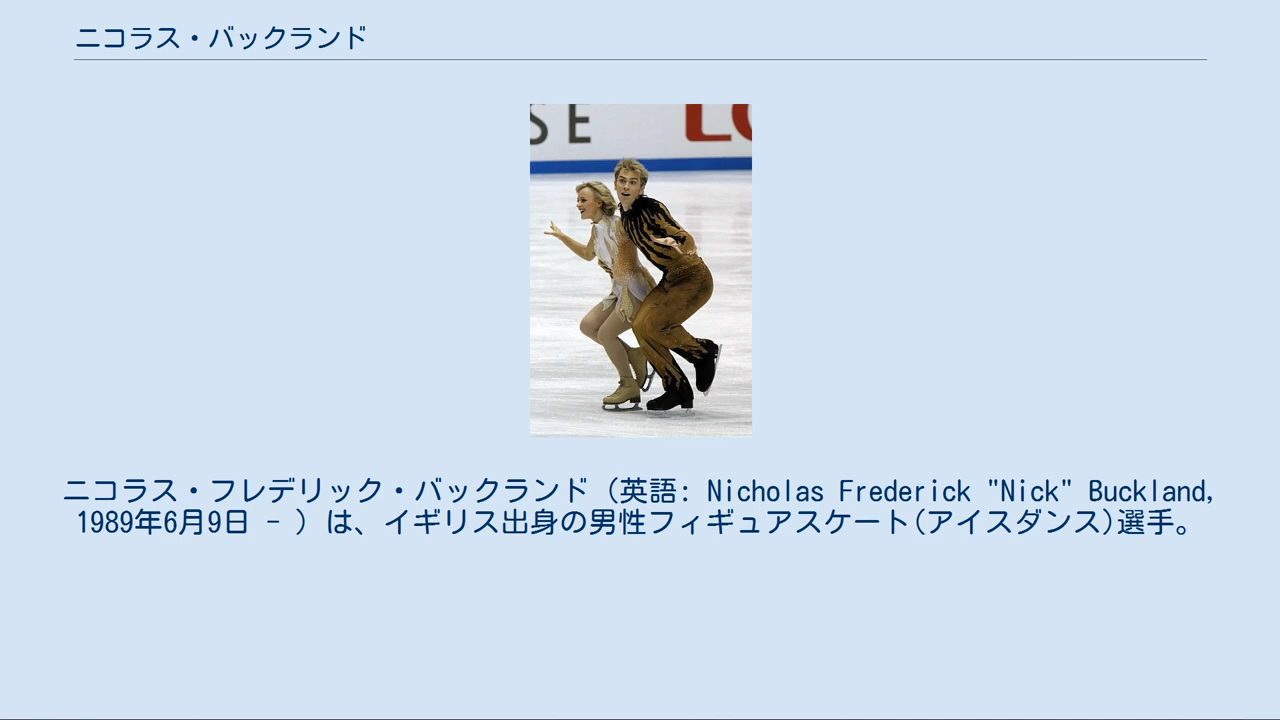 ニコラス・バックランド
SE
LO
ニコラス・フレデリック・バックランド（英語: Nicholas Frederick "Nick" Buckland,
1989年6月9日 - ）は、イギリス出身の男性フィギュアスケート(アイスダンス)選手。